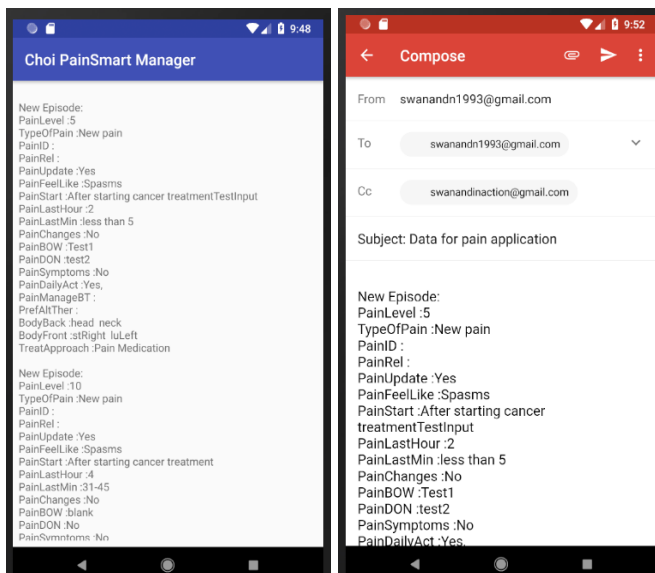 9:48
Choi PainSmart Manager
New Episode:
PainLevel :5
TypeOfPain :New pain
PainID :
PainRel :
PainUpdate :Yes
PainFeelLike :Spasms
PainStart :After starting cancer treatmentTestInput
PainLastHour :2
PainLastMin :less than 5
PainChanges :No
PainBOW :Test1
PainDON :test2
PainSymptoms :No
PainDailyAct :Yes,
PainManageBT :
PrefAltTher :
BodyBack :head neck
BodyFront :stRight luLeft
TreatApproach :Pain Medication
New Episode:
PainLevel :10
TypeOfPain :New pain
PainID :
PainRel :
PainUpdate :Yes
PainFeelLike :Spasms
PainStart :After starting cancer treatment
PainLastHour :4
PainLastMin :31-45
PainChanges :No
PainBOW :blank
PainDON :No
PainSymptoms :No
9:52
Compose
From swanandn1993@gmail.com
To swanandn1993@gmail.com
Cc swanandinaction@gmail.com
Subject: Data for pain application
New Episode:
PainLevel :5
TypeOfPain :New pain
PainID :
PainRel :
PainUpdate :Yes
PainFeelLike :Spasms
PainStart :After starting cancer
treatmentTestInput
PainLastHour :2
PainLastMin :less than 5
PainChanges :No
PainBOW :Test1
PainDON :test2
PainSymptoms :No
PainDailyAct :Yes,